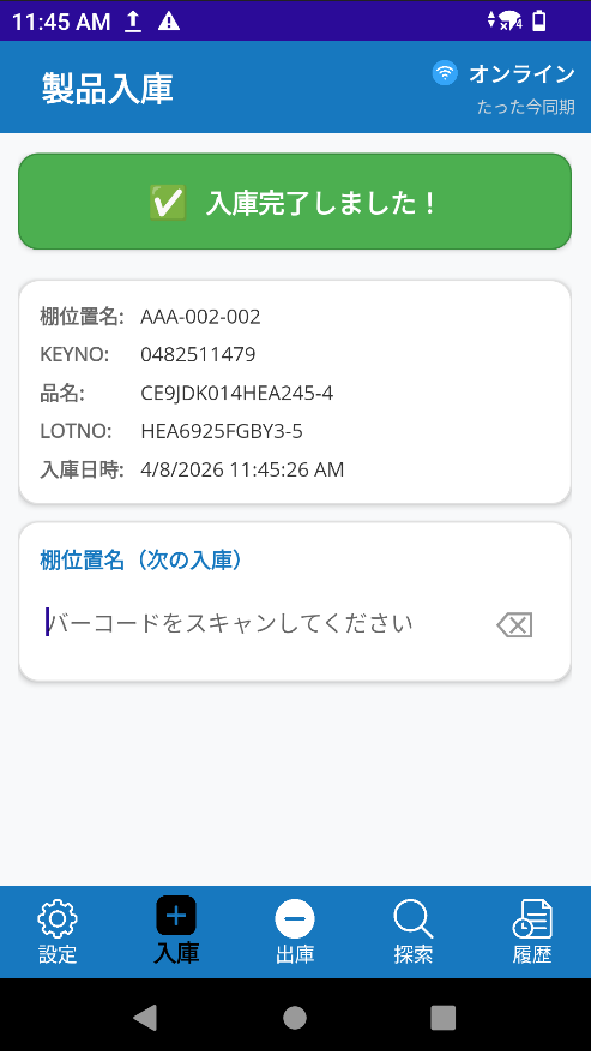 11:45 AM
製品入庫
オンライン
たった今同期
入庫完了しました！
棚位置名: AAA-002-002
KEYNO: 0482511479
品名: CE9JDK014HEA245-4
LOTNO: HEA6925FGBY3-5
入庫日時: 4/8/2026 11:45:26 AM
棚位置名（次の入庫）
バーコードをスキャンしてください
設定 入庫 出庫 探索 履歴